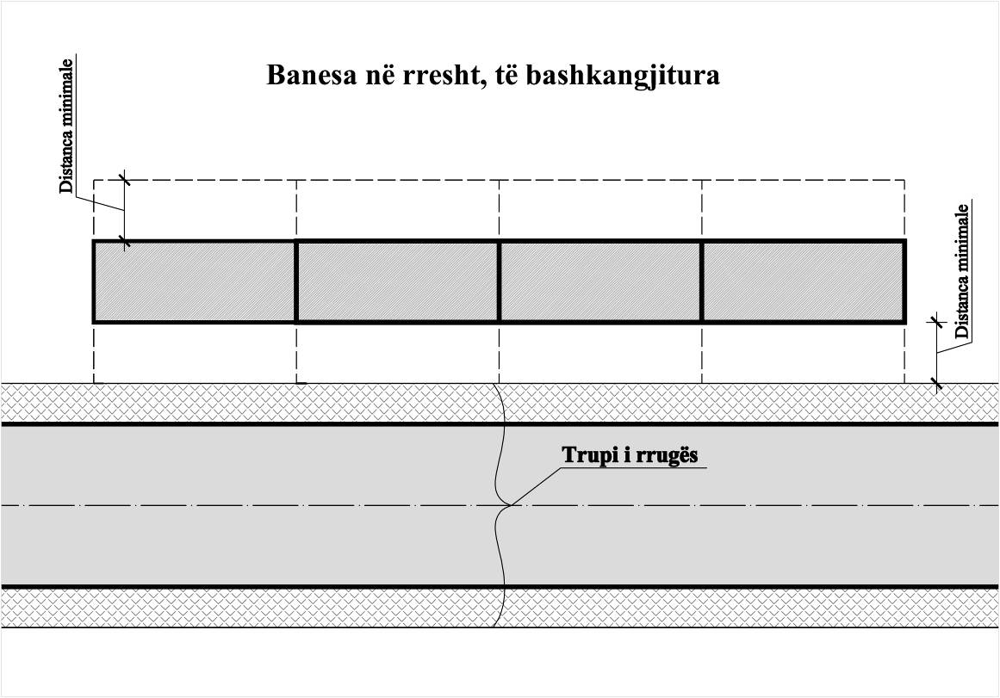 Banesa në rresht, të bashkangjitura
Distanca minimale
Distanca minimale
Trupi i rrugës